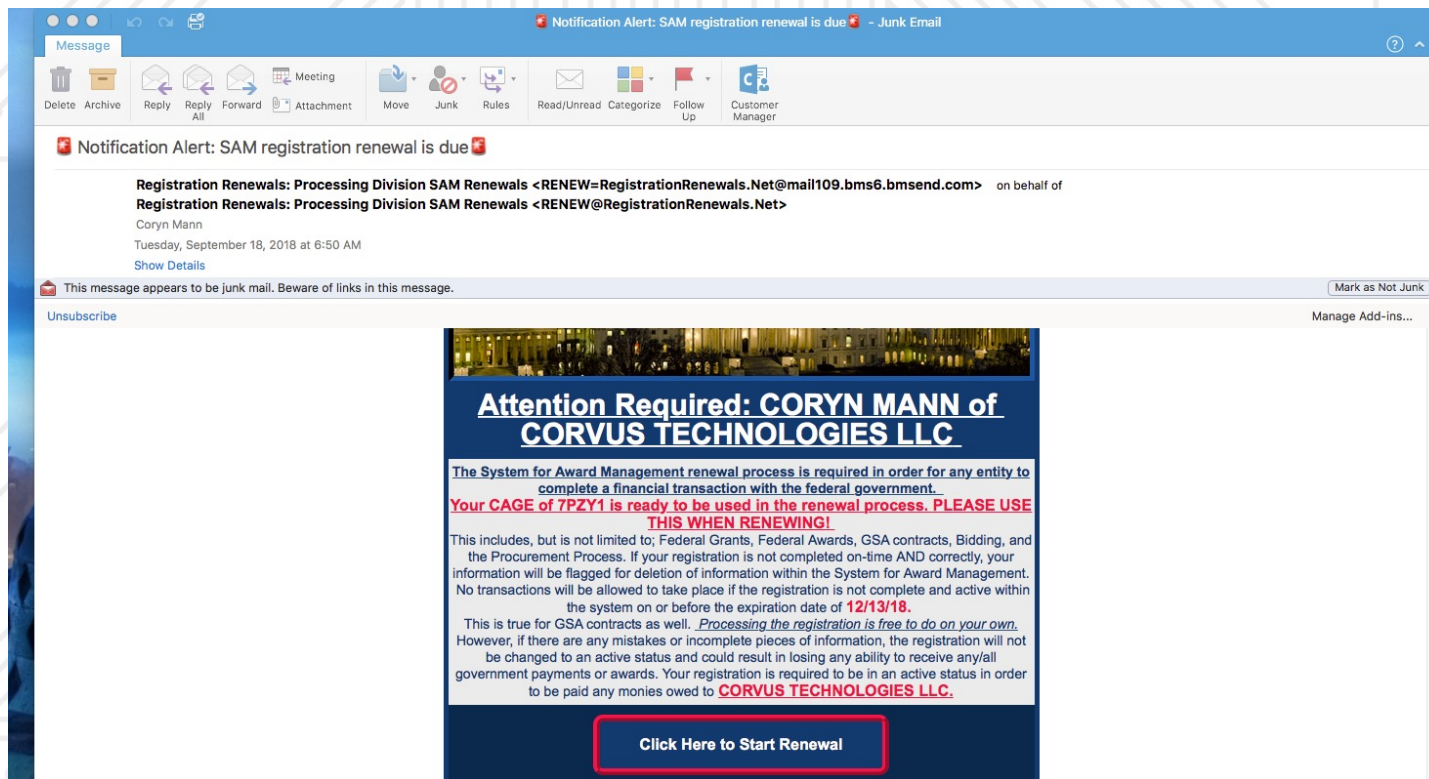 🚨 Notification Alert: SAM registration renewal is due🚨 - Junk Email
Message
Delete
Archive
Reply
Reply All
Forward
Meeting
Attachment
Move
Junk
Rules
Read/Unread
Categorize
Follow Up
Customer Manager
🚨 Notification Alert: SAM registration renewal is due🚨
Registration Renewals: Processing Division SAM Renewals <RENEW=RegistrationRenewals.Net@mail109.bms6.bmsend.com> on behalf of
Registration Renewals: Processing Division SAM Renewals <RENEW@RegistrationRenewals.Net>
Coryn Mann
Tuesday, September 18, 2018 at 6:50 AM
Show Details
This message appears to be junk mail. Beware of links in this message.
Mark as Not Junk
Unsubscribe
Manage Add-ins...
Attention Required: CORYN MANN of
CORVUS TECHNOLOGIES LLC
The System for Award Management renewal process is required in order for any entity to
complete a financial transaction with the federal government.
Your CAGE of 7PZY1 is ready to be used in the renewal process. PLEASE USE
THIS WHEN RENEWING!
This includes, but is not limited to; Federal Grants, Federal Awards, GSA contracts, Bidding, and
the Procurement Process. If your registration is not completed on-time AND correctly, your
information will be flagged for deletion of information within the System for Award Management.
No transactions will be allowed to take place if the registration is not complete and active within
the system on or before the expiration date of 12/13/18.
This is true for GSA contracts as well. Processing the registration is free to do on your own.
However, if there are any mistakes or incomplete pieces of information, the registration will not
be changed to an active status and could result in losing any ability to receive any/all
government payments or awards. Your registration is required to be in an active status in order
to be paid any monies owed to CORVUS TECHNOLOGIES LLC.
Click Here to Start Renewal